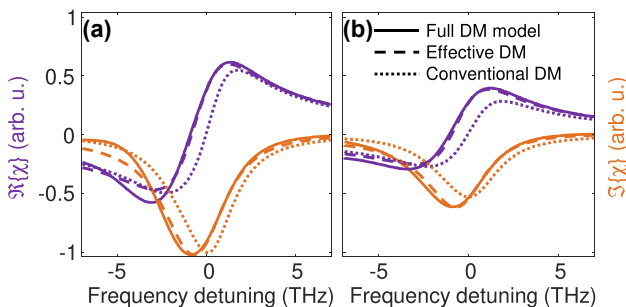 (a)
(b)
Full DM model
Effective DM
Conventional DM
ℜ{χ} (arb. u.)
ℑ{χ} (arb. u.)
1
0.5
0
-0.5
-1
-5
0
5
-5
0
5
Frequency detuning (THz)
Frequency detuning (THz)